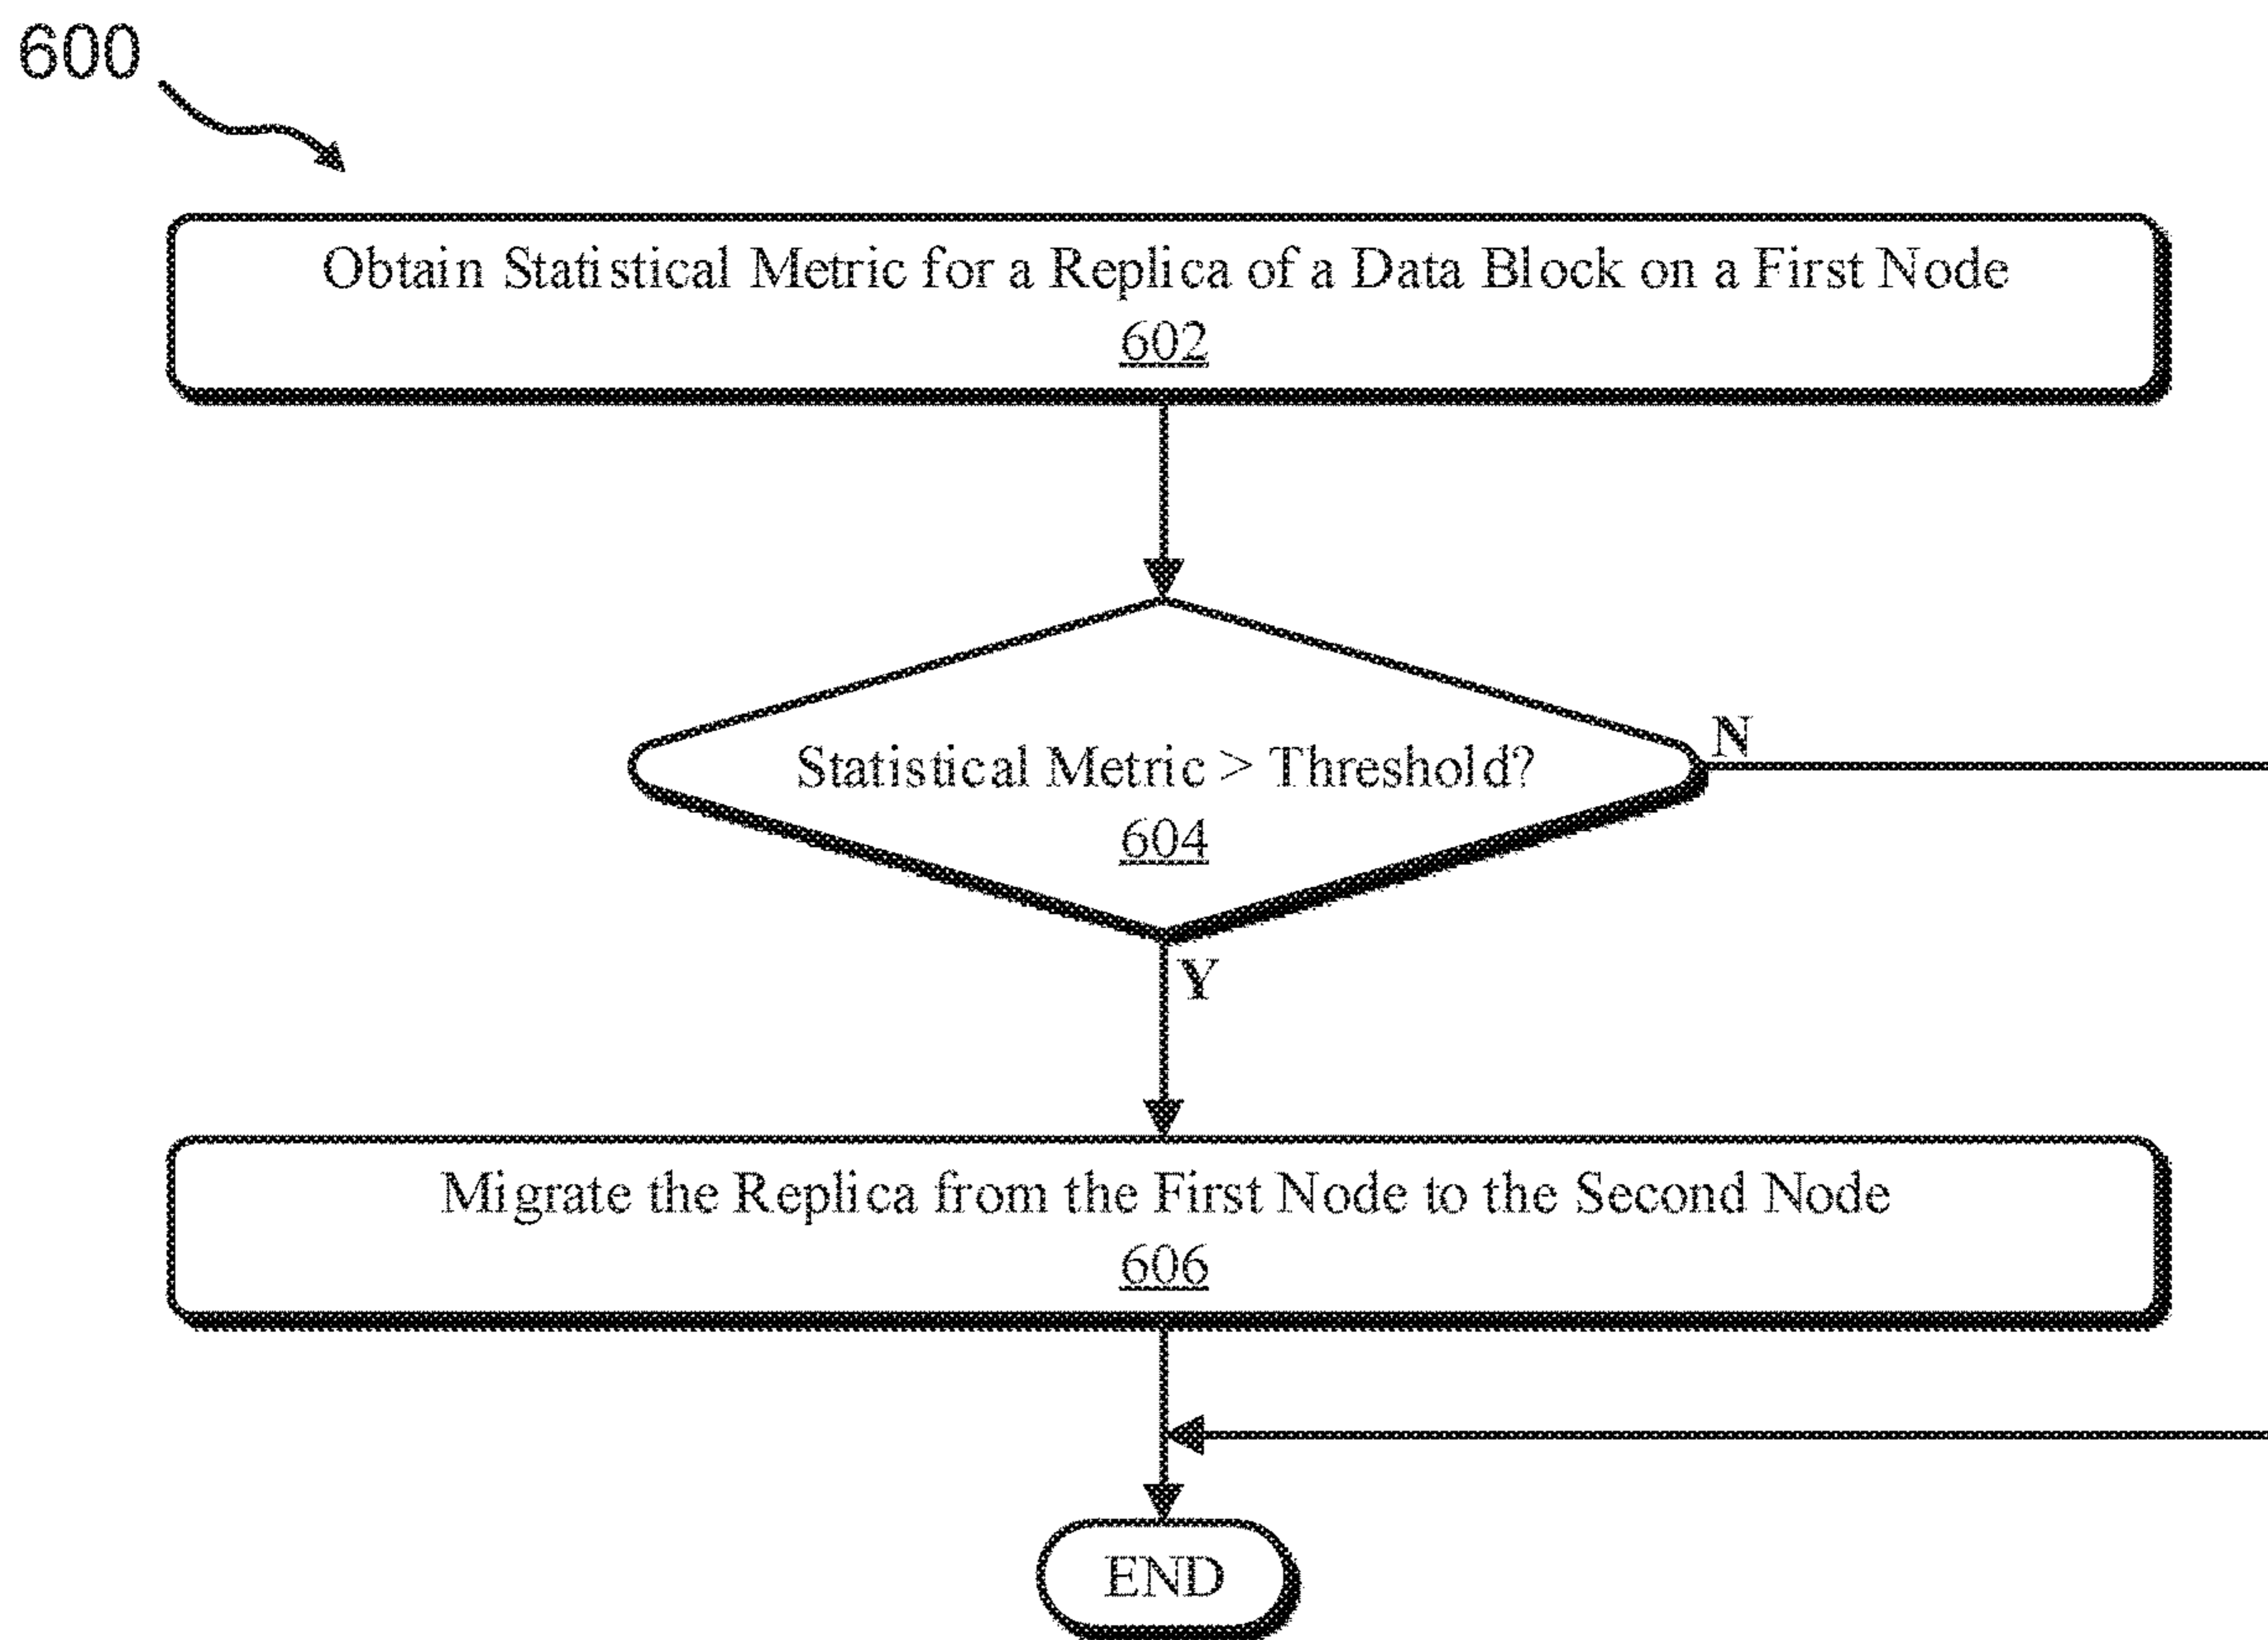 600
Obtain Statistical Metric for a Replica of a Data Block on a First Node
602
Statistical Metric > Threshold?
604
N
Y
Migrate the Replica from the First Node to the Second Node
606
END